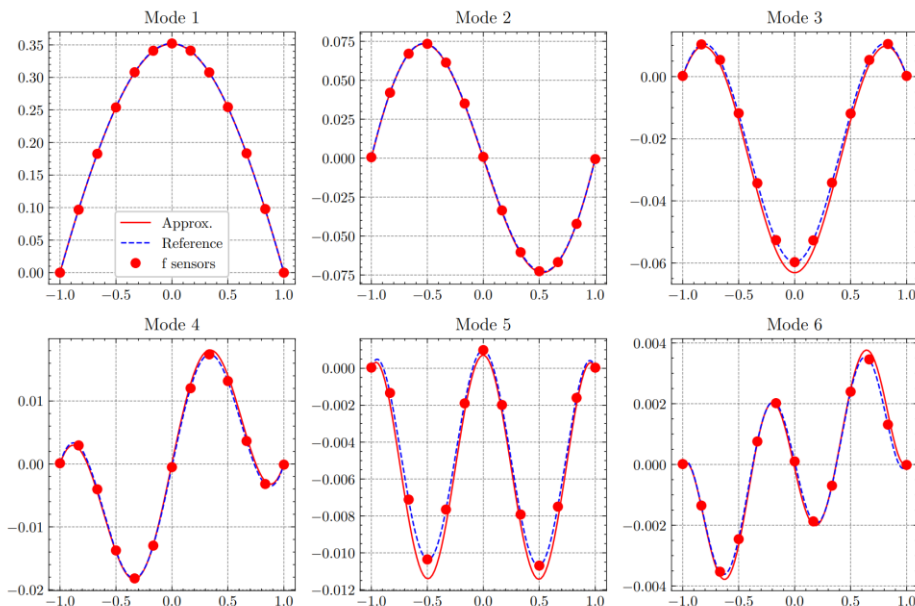 Mode 1
Mode 2
Mode 3
0.35
0.30
0.25
0.20
0.15
0.10
0.05
0.00
Approx.
Reference
f sensors
−1.0 −0.5 0.0 0.5 1.0
0.075
0.050
0.025
0.000
−0.025
−0.050
−0.075
−1.0 −0.5 0.0 0.5 1.0
0.00
−0.02
−0.04
−0.06
−1.0 −0.5 0.0 0.5 1.0
Mode 4
Mode 5
Mode 6
0.01
0.00
−0.01
−0.02
−1.0 −0.5 0.0 0.5 1.0
0.000
−0.002
−0.004
−0.006
−0.008
−0.010
−0.012
−1.0 −0.5 0.0 0.5 1.0
0.004
0.002
0.000
−0.002
−0.004
−1.0 −0.5 0.0 0.5 1.0